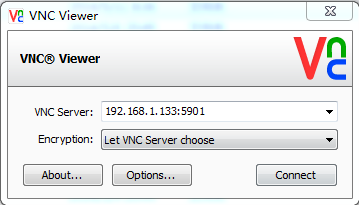 VNC Viewer
VNC® Viewer
VNC
VNC Server: 192.168.1.133:5901
Encryption: Let VNC Server choose
About... Options... Connect